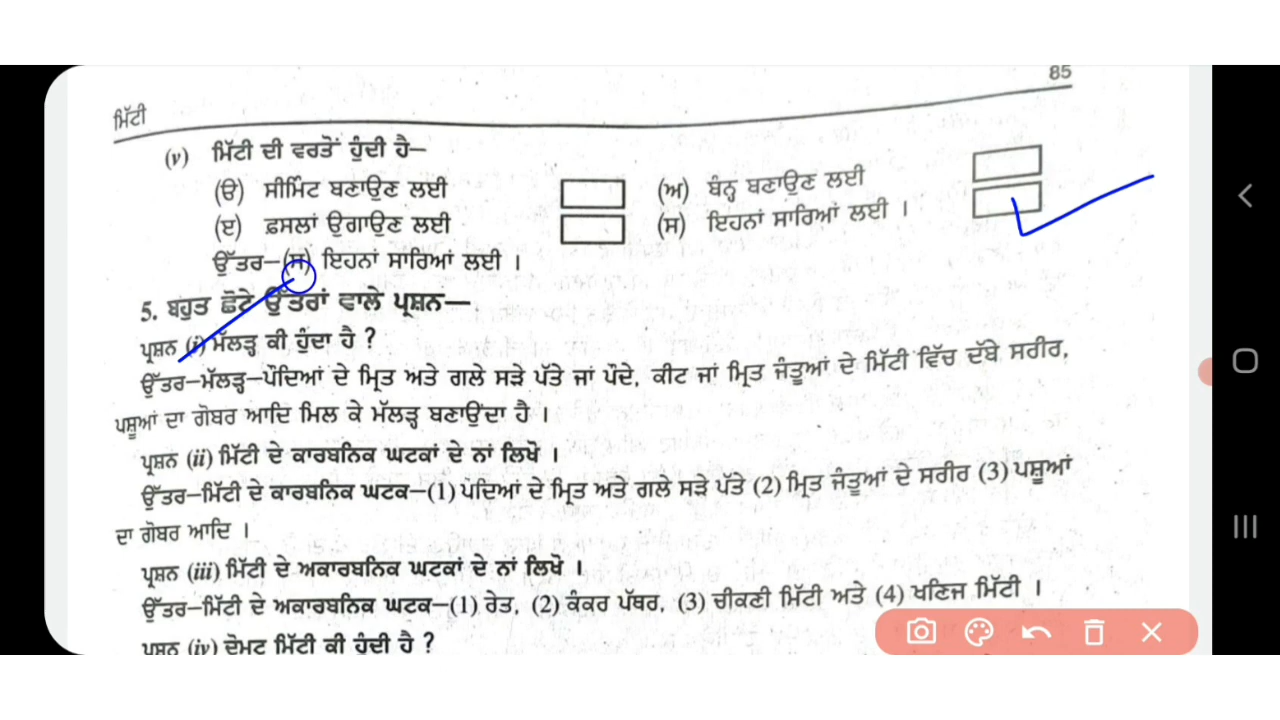 85
ਮਿੱਟੀ
(v) ਮਿੱਟੀ ਦੀ ਵਰਤੋਂ ਹੁੰਦੀ ਹੈ—
(ੳ) ਸੀਮਿੰਟ ਬਣਾਉਣ ਲਈ (ਅ) ਬੰਨ੍ਹ ਬਣਾਉਣ ਲਈ
(ੲ) ਫ਼ਸਲਾਂ ਉਗਾਉਣ ਲਈ (ਸ) ਇਹਨਾਂ ਸਾਰਿਆਂ ਲਈ ।
ਉੱਤਰ—(ਸ) ਇਹਨਾਂ ਸਾਰਿਆਂ ਲਈ ।
5. ਬਹੁਤ ਛੋਟੇ ਉੱਤਰਾਂ ਵਾਲੇ ਪ੍ਰਸ਼ਨ—
ਪ੍ਰਸ਼ਨ (i) ਮੱਲੜ੍ਹ ਕੀ ਹੁੰਦਾ ਹੈ ?
ਉੱਤਰ—ਮੱਲੜ੍ਹ—ਪੌਦਿਆਂ ਦੇ ਮ੍ਰਿਤ ਅਤੇ ਗਲੇ ਸੜੇ ਪੱਤੇ ਜਾਂ ਪੌਦੇ, ਕੀਟ ਜਾਂ ਮ੍ਰਿਤ ਜੰਤੂਆਂ ਦੇ ਮਿੱਟੀ ਵਿੱਚ ਦੱਬੇ ਸਰੀਰ,
ਪਸ਼ੂਆਂ ਦਾ ਗੋਬਰ ਆਦਿ ਮਿਲ ਕੇ ਮੱਲੜ੍ਹ ਬਣਾਉਂਦਾ ਹੈ ।
ਪ੍ਰਸ਼ਨ (ii) ਮਿੱਟੀ ਦੇ ਕਾਰਬਨਿਕ ਘਟਕਾਂ ਦੇ ਨਾਂ ਲਿਖੋ ।
ਉੱਤਰ—ਮਿੱਟੀ ਦੇ ਕਾਰਬਨਿਕ ਘਟਕ—(1) ਪੌਦਿਆਂ ਦੇ ਮ੍ਰਿਤ ਅਤੇ ਗਲੇ ਸੜੇ ਪੱਤੇ (2) ਮ੍ਰਿਤ ਜੰਤੂਆਂ ਦੇ ਸਰੀਰ (3) ਪਸ਼ੂਆਂ
ਦਾ ਗੋਬਰ ਆਦਿ ।
ਪ੍ਰਸ਼ਨ (iii) ਮਿੱਟੀ ਦੇ ਅਕਾਰਬਨਿਕ ਘਟਕਾਂ ਦੇ ਨਾਂ ਲਿਖੋ ।
ਉੱਤਰ—ਮਿੱਟੀ ਦੇ ਅਕਾਰਬਨਿਕ ਘਟਕ—(1) ਰੇਤ, (2) ਕੰਕਰ ਪੱਥਰ, (3) ਚੀਕਣੀ ਮਿੱਟੀ ਅਤੇ (4) ਖਣਿਜ ਮਿੱਟੀ ।
ਪ੍ਰਸ਼ਨ (iv) ਦੋਮਟ ਮਿੱਟੀ ਕੀ ਹੁੰਦੀ ਹੈ ?